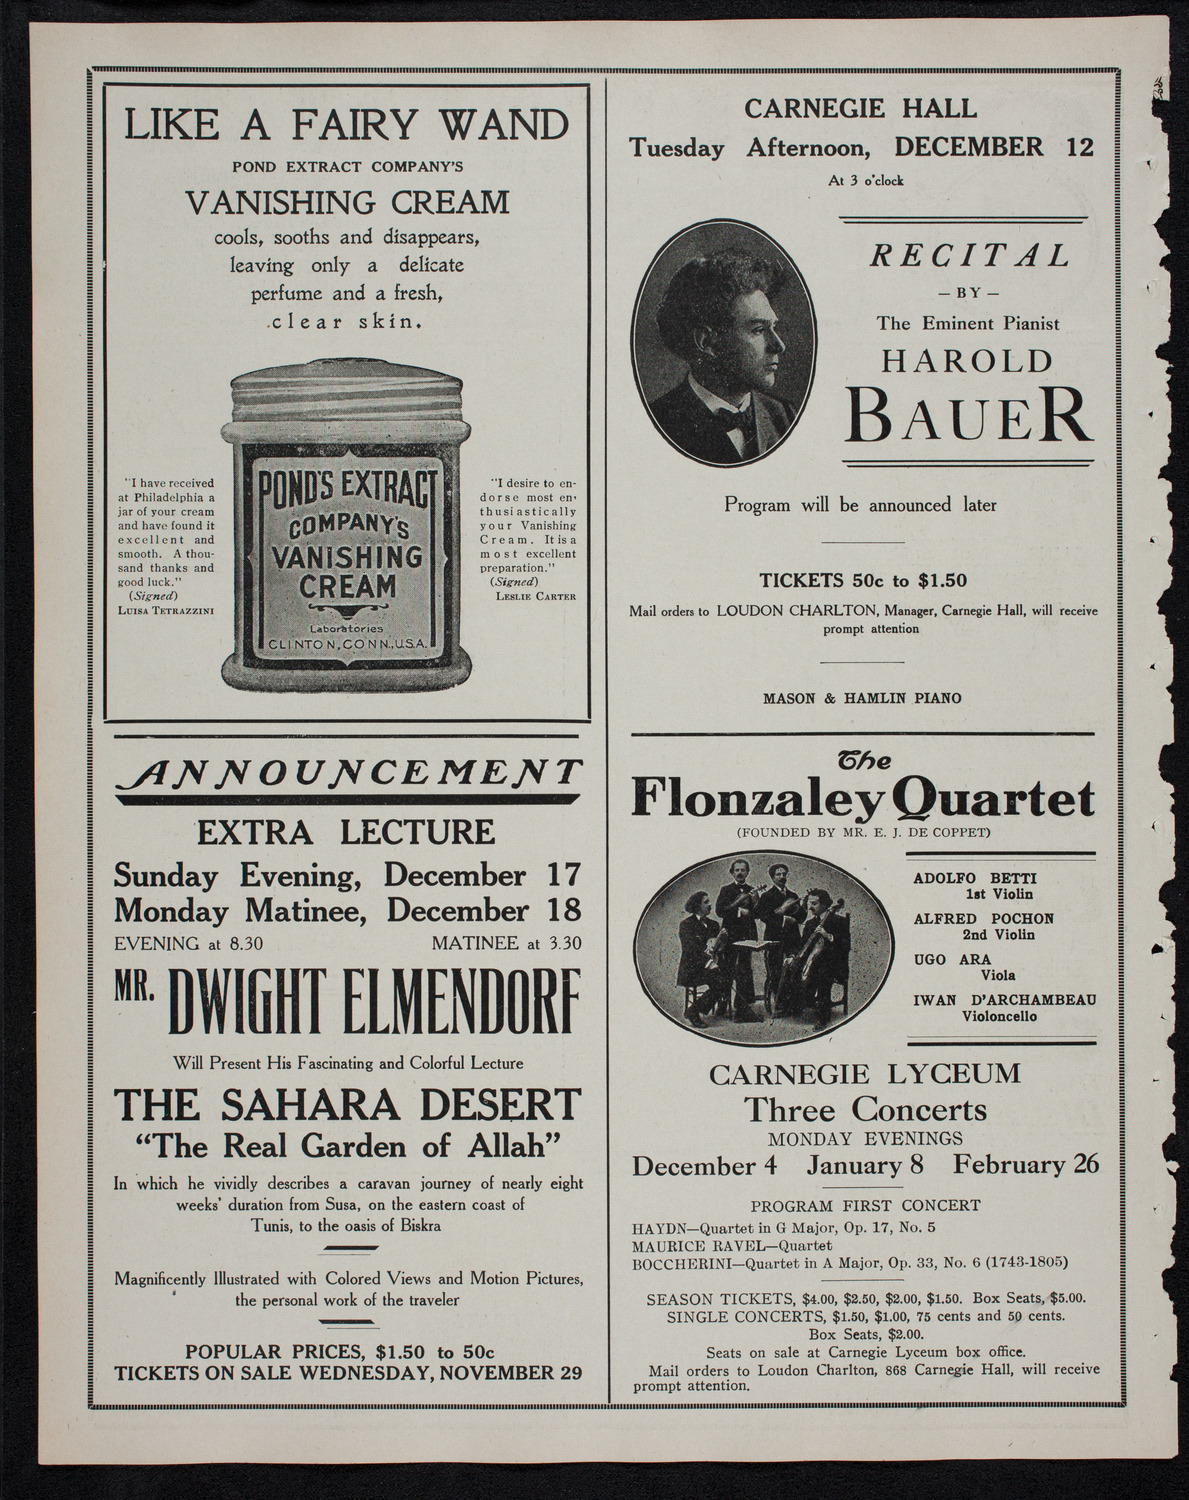 LIKE A FAIRY WAND
POND EXTRACT COMPANY'S
VANISHING CREAM
cools, sooths and disappears,
leaving only a delicate
perfume and a fresh,
clear skin.
"I have received
at Philadelphia a
jar of your cream
and have found it
excellent and
smooth. A thou-
sand thanks and
good luck."
(Signed)
LUISA TETRAZZINI
POND'S EXTRACT
COMPANY'S
VANISHING
CREAM
Laboratories
CLINTON, CONN., U.S.A.
"I desire to en-
dorse most en-
thusiastically
your Vanishing
Cream. It is a
most excellent
preparation."
(Signed)
LESLIE CARTER
ANNOUNCEMENT
EXTRA LECTURE
Sunday Evening, December 17
Monday Matinee, December 18
EVENING at 8.30 MATINEE at 3.30
MR. DWIGHT ELMENDORF
Will Present His Fascinating and Colorful Lecture
THE SAHARA DESERT
"The Real Garden of Allah"
In which he vividly describes a caravan journey of nearly eight
weeks' duration from Susa, on the eastern coast of
Tunis, to the oasis of Biskra
Magnificently Illustrated with Colored Views and Motion Pictures,
the personal work of the traveler
POPULAR PRICES, $1.50 to 50c
TICKETS ON SALE WEDNESDAY, NOVEMBER 29
CARNEGIE HALL
Tuesday Afternoon, DECEMBER 12
At 3 o'clock
RECITAL
— BY —
The Eminent Pianist
HAROLD
BAUER
Program will be announced later
TICKETS 50c to $1.50
Mail orders to LOUDON CHARLTON, Manager, Carnegie Hall, will receive
prompt attention
MASON & HAMLIN PIANO
The
Flonzaley Quartet
(FOUNDED BY MR. E. J. DE COPPET)
ADOLFO BETTI
1st Violin
ALFRED POCHON
2nd Violin
UGO ARA
Viola
IWAN D'ARCHAMBEAU
Violoncello
CARNEGIE LYCEUM
Three Concerts
MONDAY EVENINGS
December 4 January 8 February 26
PROGRAM FIRST CONCERT
HAYDN—Quartet in G Major, Op. 17, No. 5
MAURICE RAVEL—Quartet
BOCCHERINI—Quartet in A Major, Op. 33, No. 6 (1743-1805)
SEASON TICKETS, $4.00, $2.50, $2.00, $1.50. Box Seats, $5.00.
SINGLE CONCERTS, $1.50, $1.00, 75 cents and 50 cents.
Box Seats, $2.00.
Seats on sale at Carnegie Lyceum box office.
Mail orders to Loudon Charlton, 868 Carnegie Hall, will receive
prompt attention.